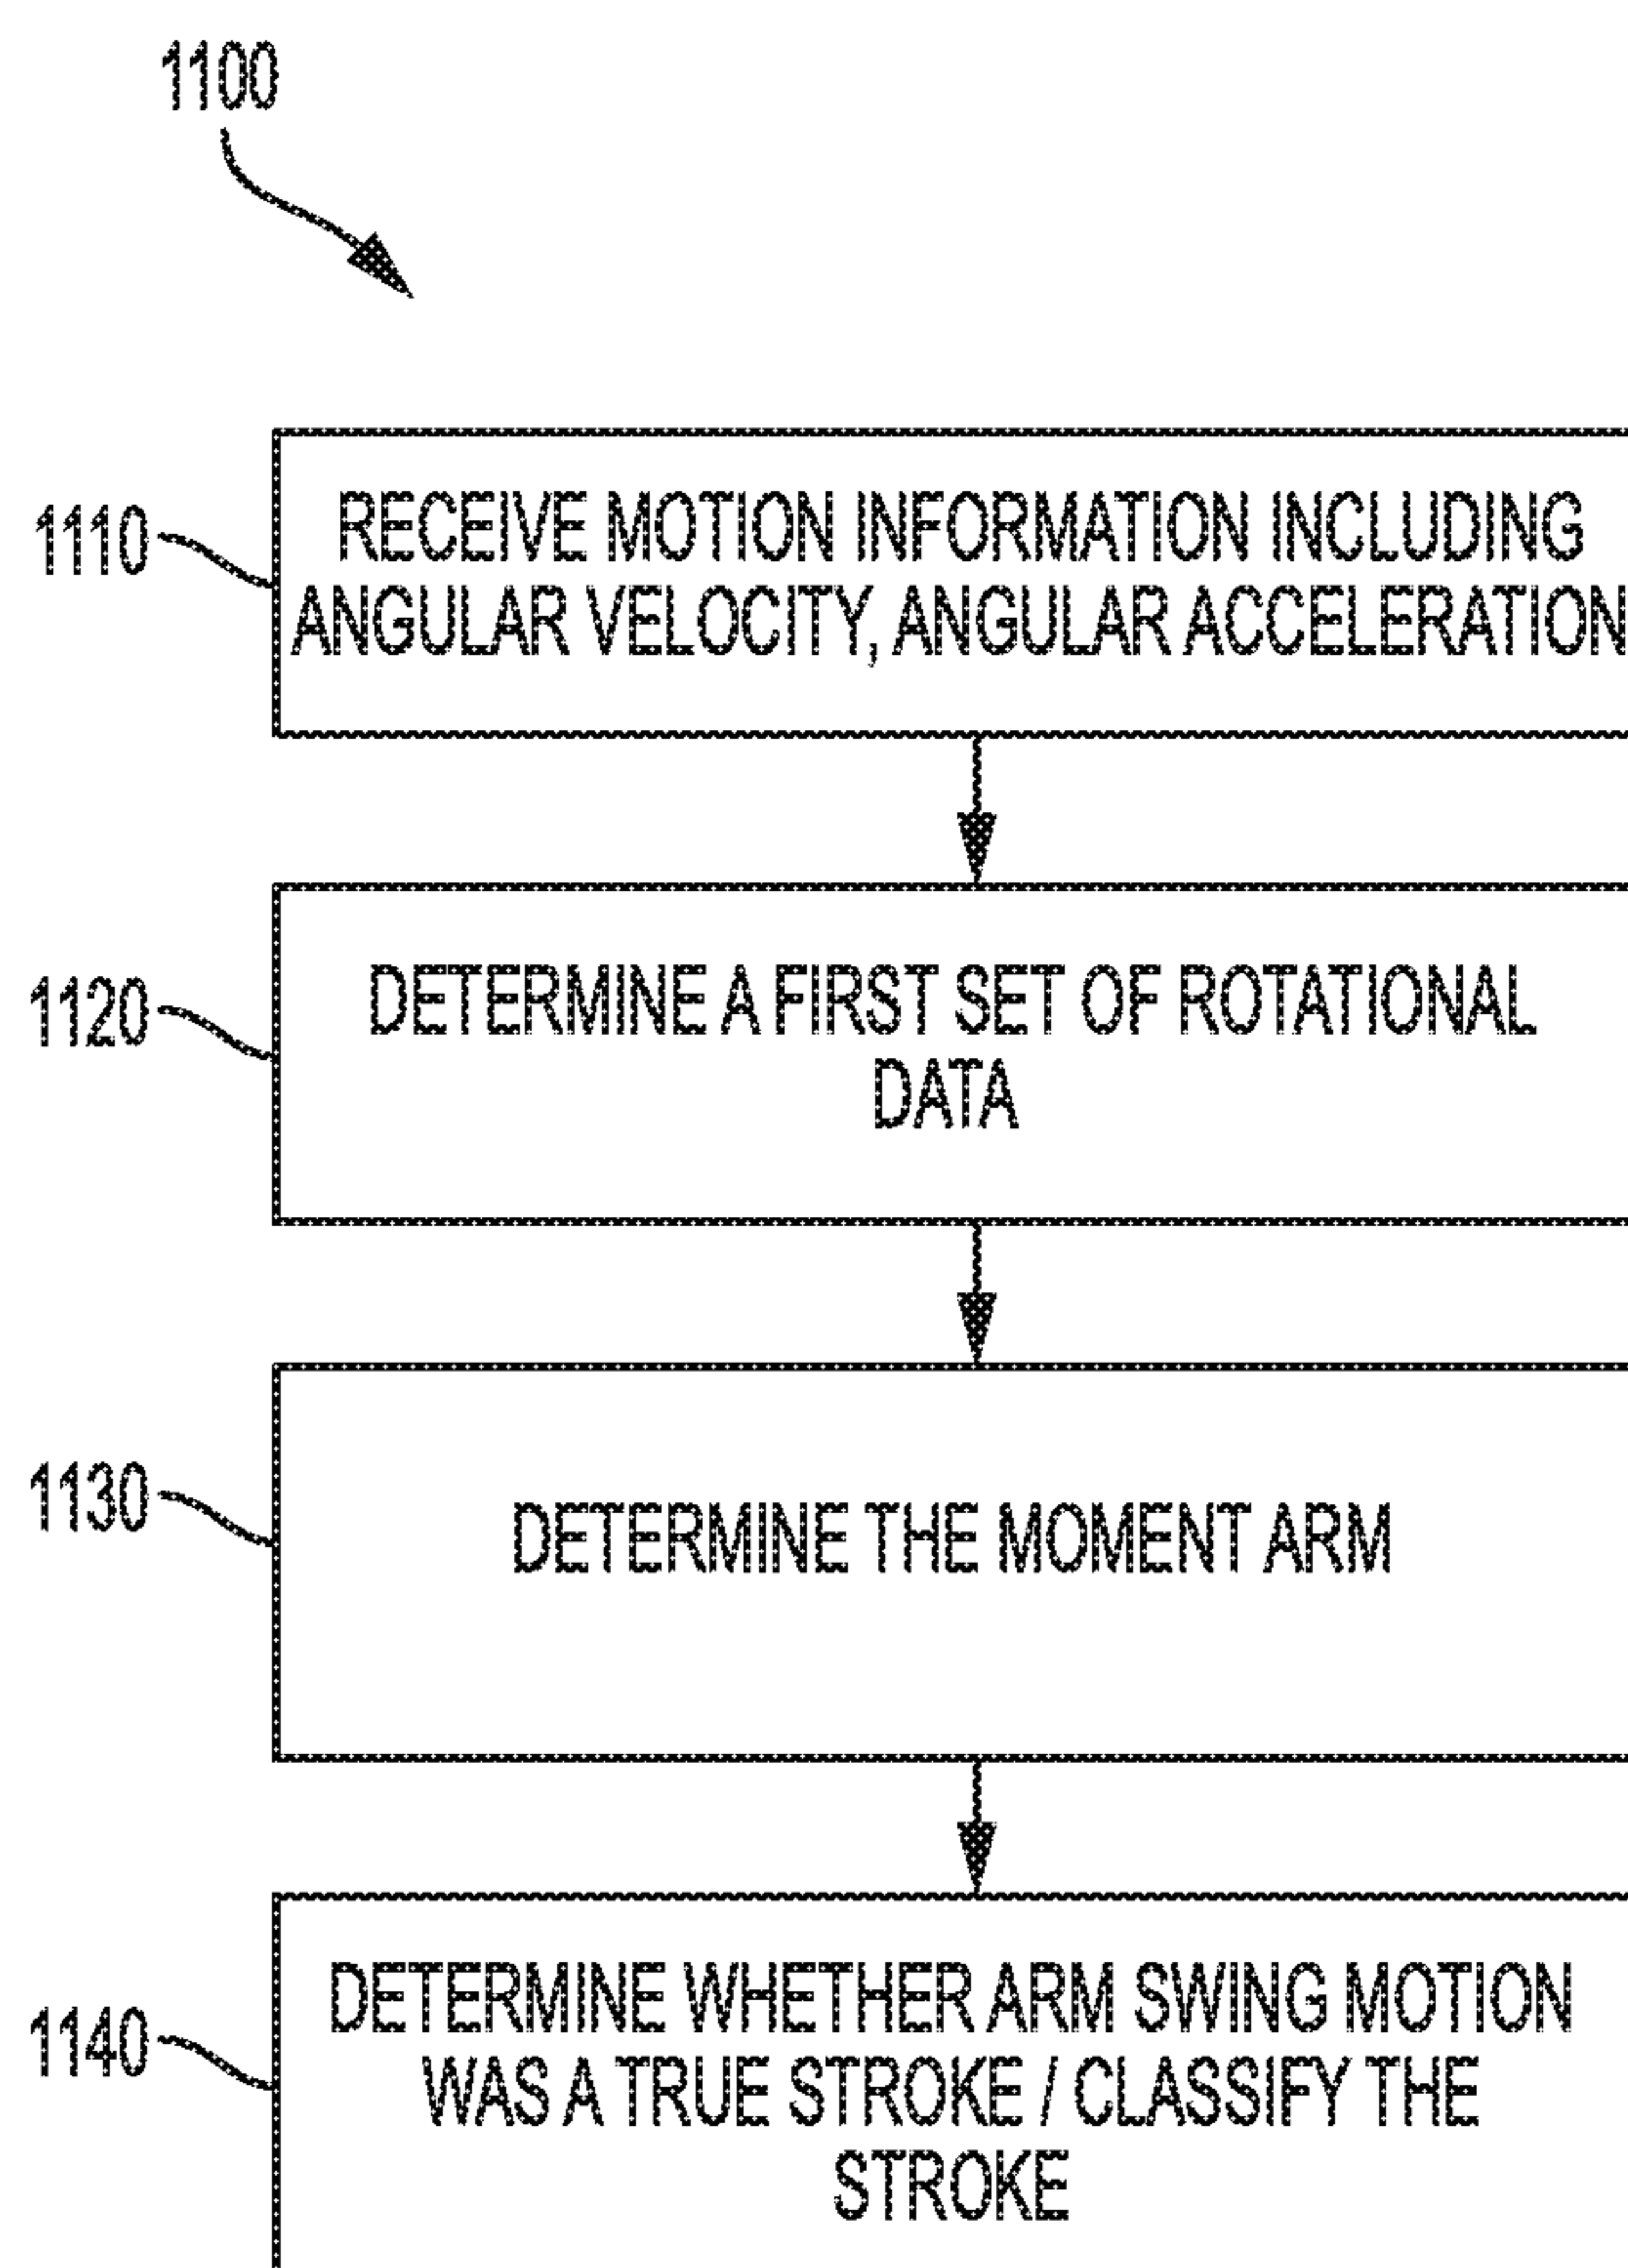 1100
1110
RECEIVE MOTION INFORMATION INCLUDING
ANGULAR VELOCITY, ANGULAR ACCELERATION
1120
DETERMINE A FIRST SET OF ROTATIONAL
DATA
1130
DETERMINE THE MOMENT ARM
1140
DETERMINE WHETHER ARM SWING MOTION
WAS A TRUE STROKE / CLASSIFY THE
STROKE